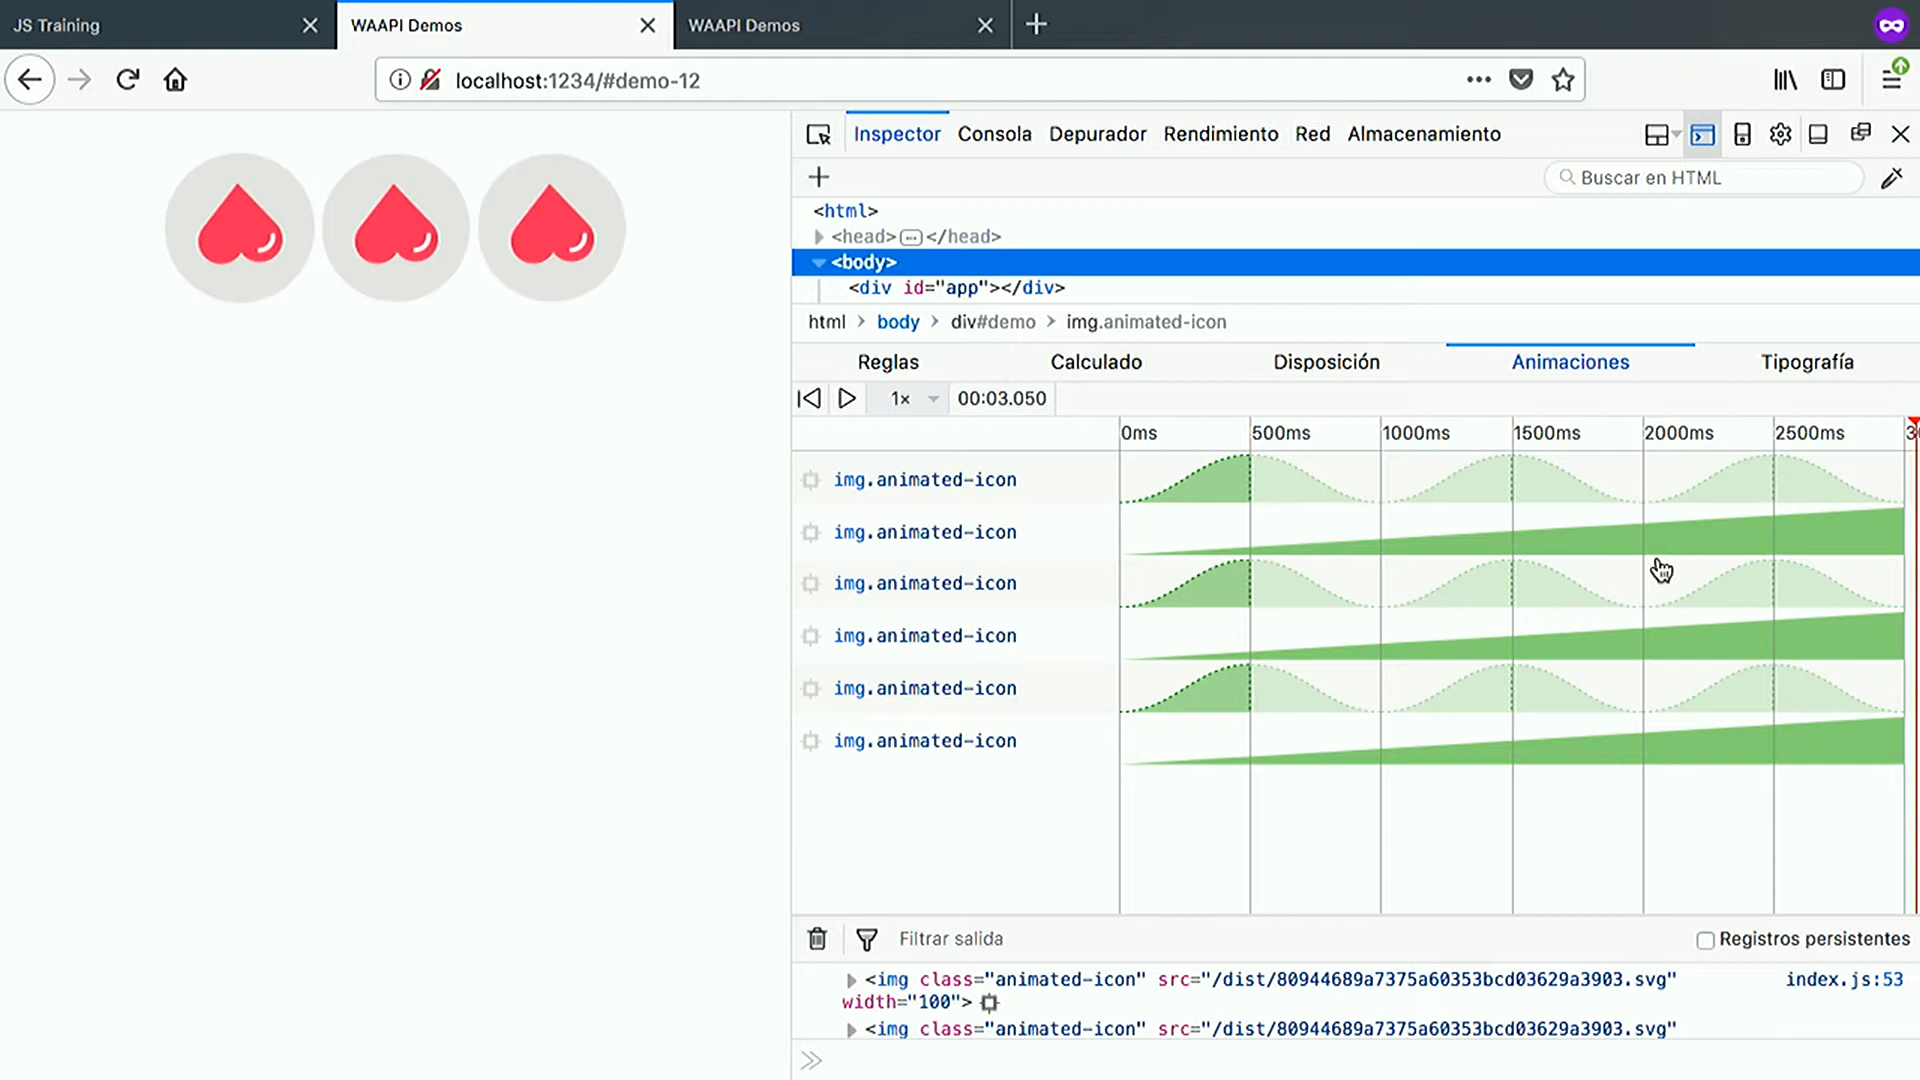 JS Training
WAAPI Demos
WAAPI Demos
localhost:1234/#demo-12
Inspector Consola Depurador Rendimiento Red Almacenamiento
Buscar en HTML
<html>
<head></head>
<body>
<div id="app"></div>
html body div#demo img.animated-icon
Reglas Calculado Disposición Animaciones Tipografía
1× 00:03.050
0ms 500ms 1000ms 1500ms 2000ms 2500ms
img.animated-icon
img.animated-icon
img.animated-icon
img.animated-icon
img.animated-icon
img.animated-icon
Filtrar salida Registros persistentes
<img class="animated-icon" src="/dist/80944689a7375a60353bcd03629a3903.svg" index.js:53
width="100">
<img class="animated-icon" src="/dist/80944689a7375a60353bcd03629a3903.svg"